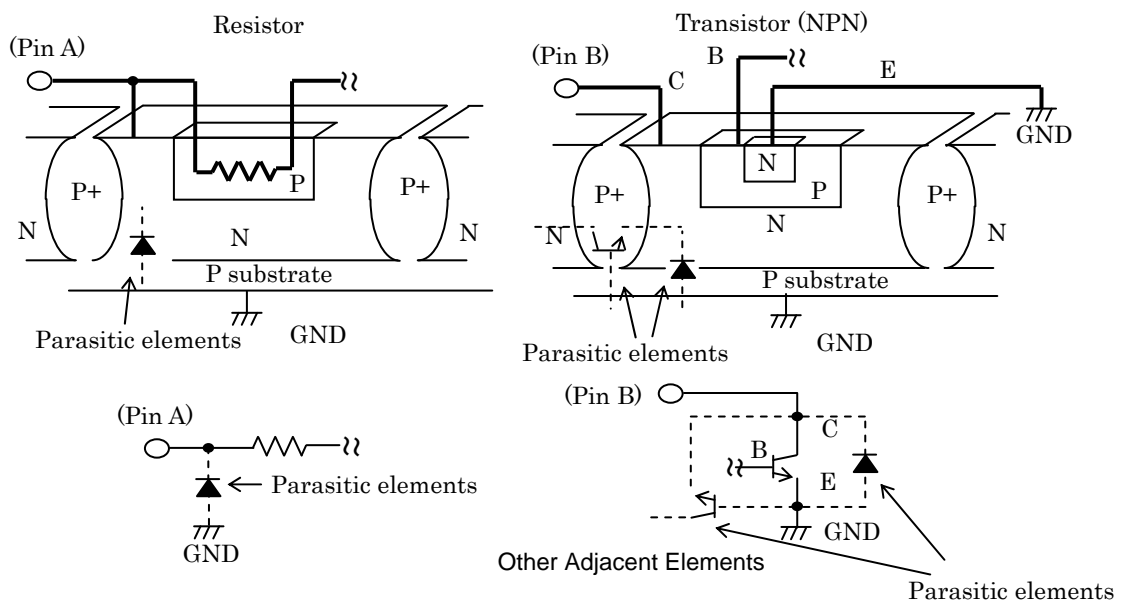 Resistor
(Pin A)
P+
P
P+
N
N
N
P substrate
Parasitic elements
GND
Transistor (NPN)
(Pin B)
C
B
E
GND
P+
N
P
P+
N
N
N
P substrate
Parasitic elements
GND
(Pin A)
Parasitic elements
GND
(Pin B)
C
B
E
GND
Other Adjacent Elements
Parasitic elements